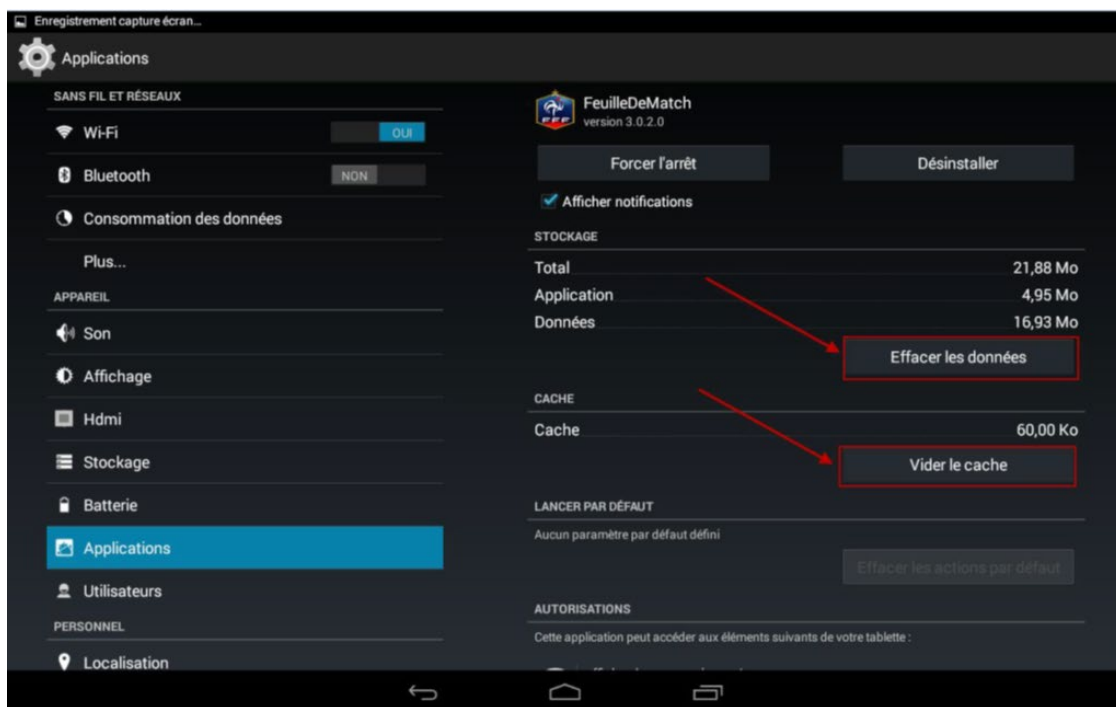 Enregistrement capture écran...
Applications
SANS FIL ET RÉSEAUX
Wi-Fi
OUI
Bluetooth
NON
Consommation des données
Plus...
APPAREIL
Son
Affichage
Hdmi
Stockage
Batterie
Applications
Utilisateurs
PERSONNEL
Localisation
FeuilleDeMatch
version 3.0.2.0
Forcer l'arrêt
Désinstaller
Afficher notifications
STOCKAGE
Total 21,88 Mo
Application 4,95 Mo
Données 16,93 Mo
Effacer les données
CACHE
Cache 60,00 Ko
Vider le cache
LANCER PAR DÉFAUT
Aucun paramètre par défaut défini
Effacer les actions par défaut
AUTORISATIONS
Cette application peut accéder aux éléments suivants de votre tablette :